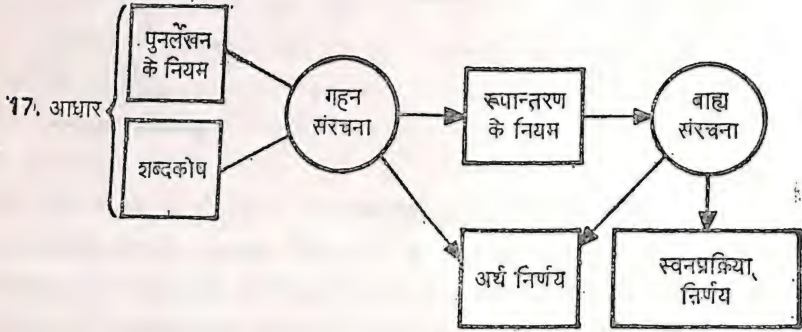 पुनर्लेखन
के नियम
17. आधार
शब्दकोष
गहन
संरचना
रूपान्तरण
के नियम
बाह्य
संरचना
अर्थ निर्णय
स्वनप्रक्रिया
निर्णय